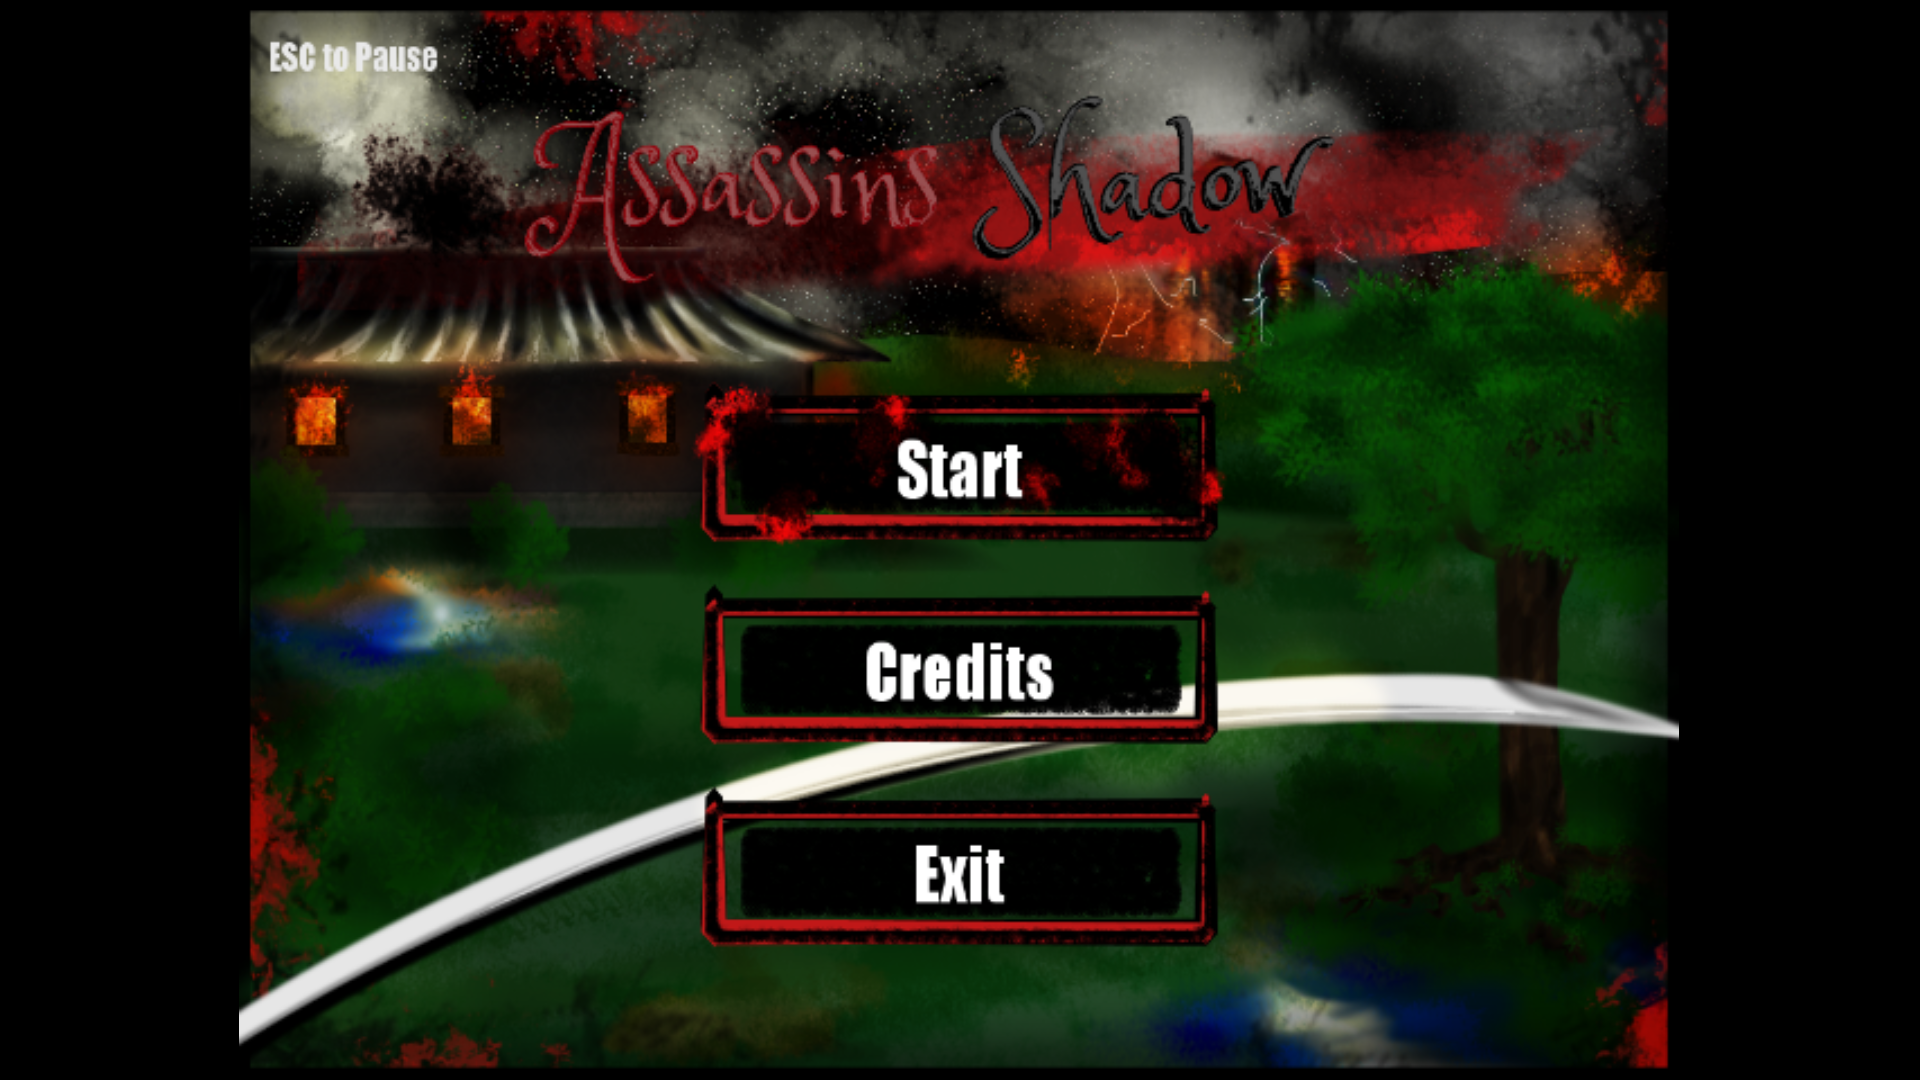 ESC to Pause
Assassins Shadow
Start
Credits
Exit